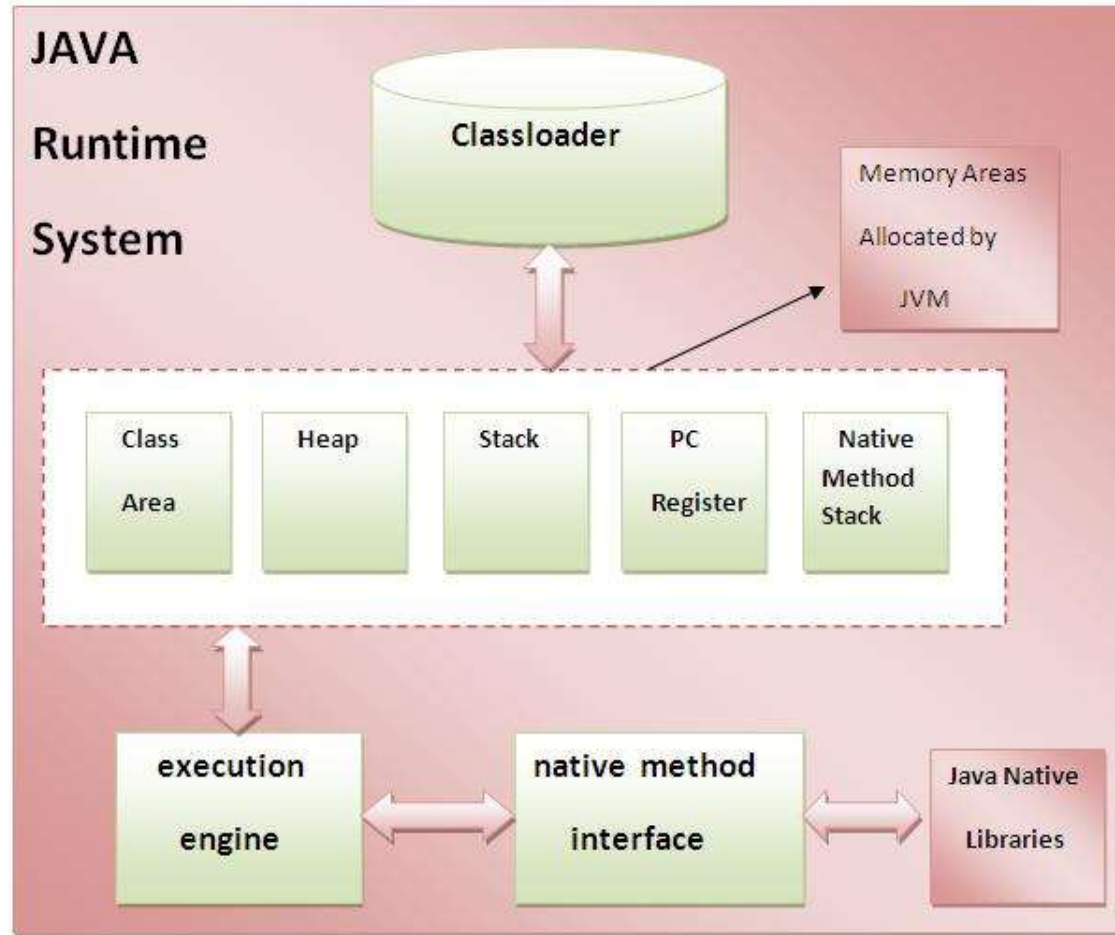 JAVA
Runtime
System
Classloader
Memory Areas
Allocated by
JVM
Class
Area
Heap
Stack
PC
Register
Native
Method
Stack
execution
engine
native method
interface
Java Native
Libraries